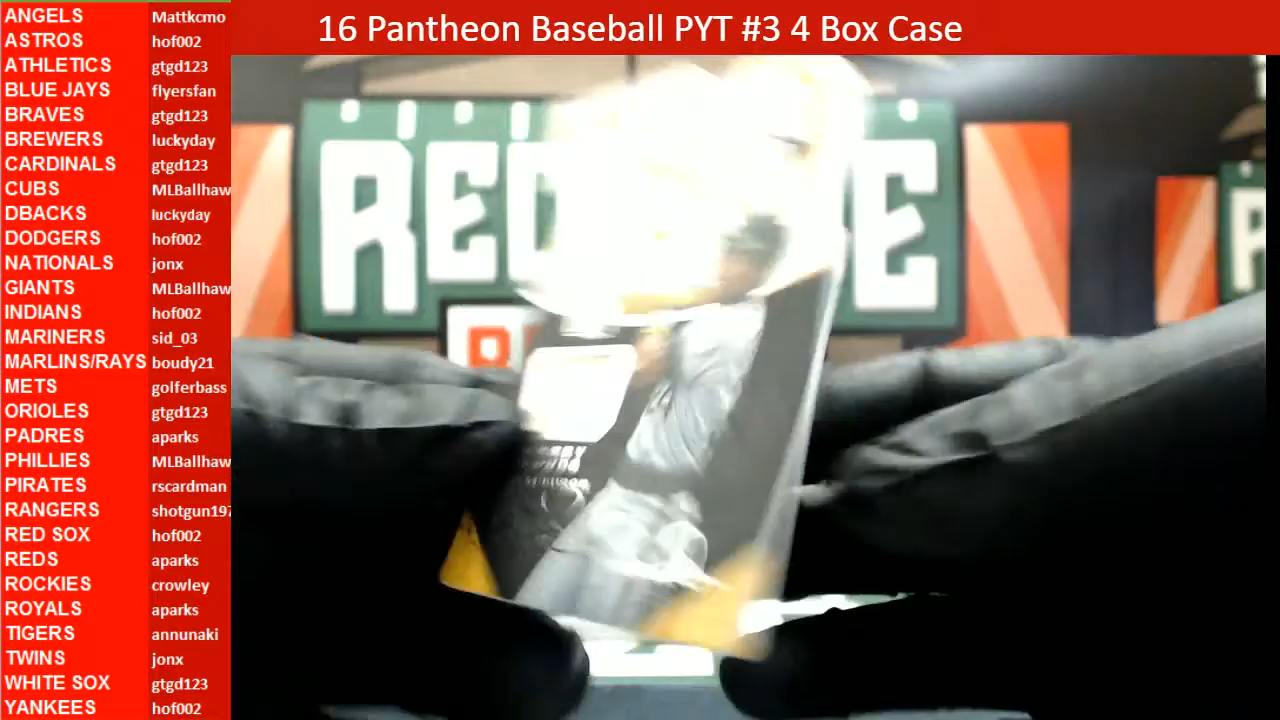 16 Pantheon Baseball PYT #3 4 Box Case
ANGELS Mattkcmo
ASTROS hof002
ATHLETICS gtgd123
BLUE JAYS flyersfan
BRAVES gtgd123
BREWERS luckyday
CARDINALS gtgd123
CUBS MLBallhaw
DBACKS luckyday
DODGERS hof002
NATIONALS jonx
GIANTS MLBallhaw
INDIANS hof002
MARINERS sid_03
MARLINS/RAYS boudy21
METS golferbass
ORIOLES gtgd123
PADRES aparks
PHILLIES MLBallhaw
PIRATES rscardman
RANGERS shotgun197
RED SOX hof002
REDS aparks
ROCKIES crowley
ROYALS aparks
TIGERS annunaki
TWINS jonx
WHITE SOX gtgd123
YANKEES hof002